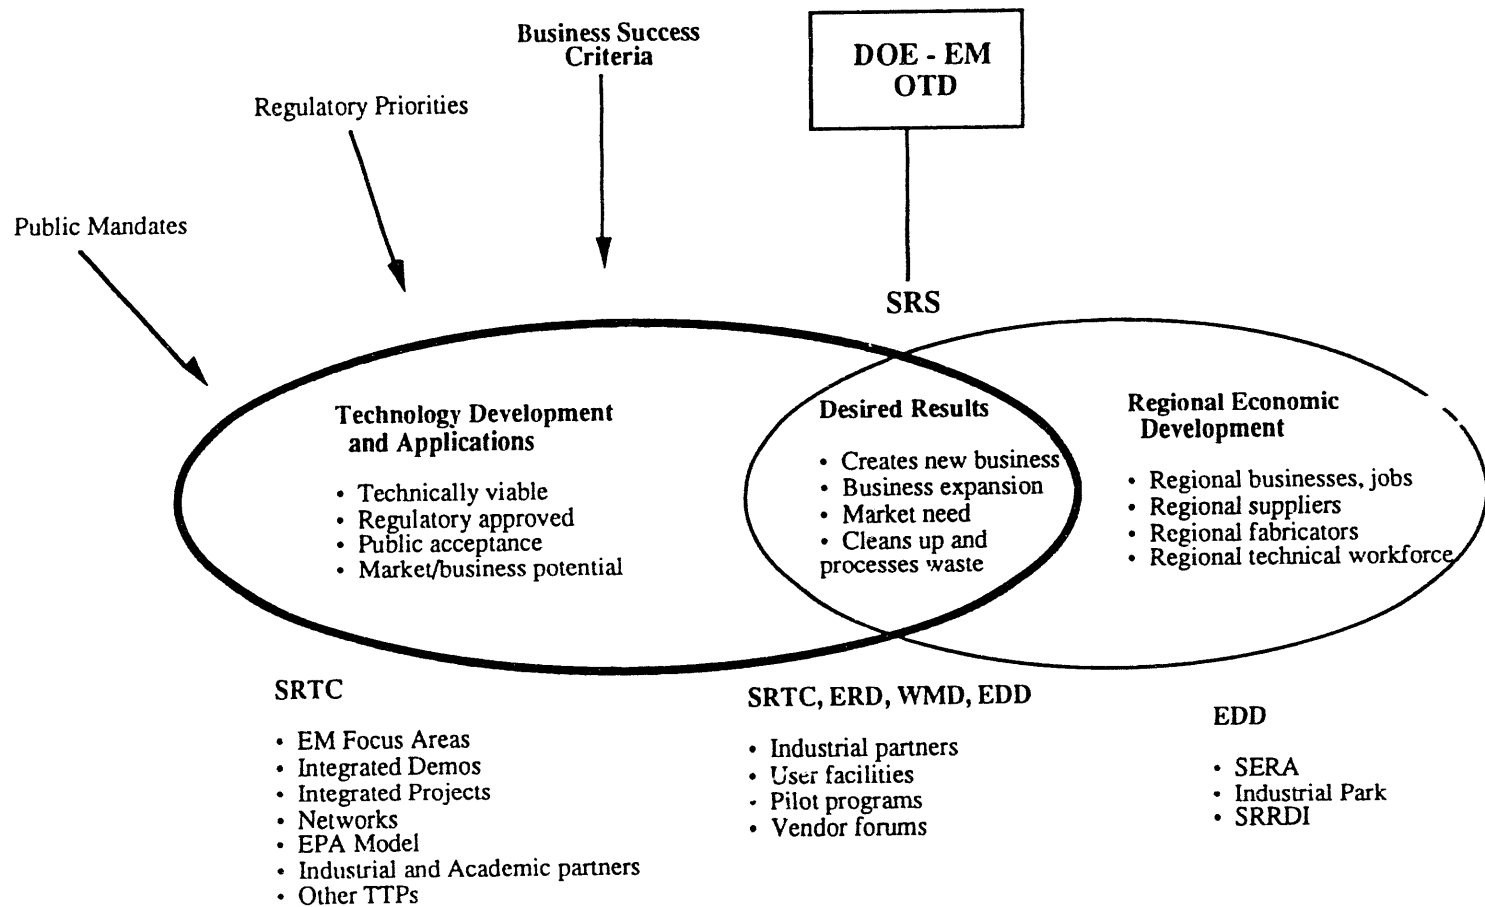 Business Success
Criteria
DOE - EM
OTD
Regulatory Priorities
Public Mandates
SRS
Technology Development
and Applications
• Technically viable
• Regulatory approved
• Public acceptance
• Market/business potential
Desired Results
• Creates new business
• Business expansion
• Market need
• Cleans up and
processes waste
Regional Economic
Development
• Regional businesses, jobs
• Regional suppliers
• Regional fabricators
• Regional technical workforce
SRTC
• EM Focus Areas
• Integrated Demos
• Integrated Projects
• Networks
• EPA Model
• Industrial and Academic partners
• Other TTPs
SRTC, ERD, WMD, EDD
• Industrial partners
• User facilities
• Pilot programs
• Vendor forums
EDD
• SERA
• Industrial Park
• SRRDI